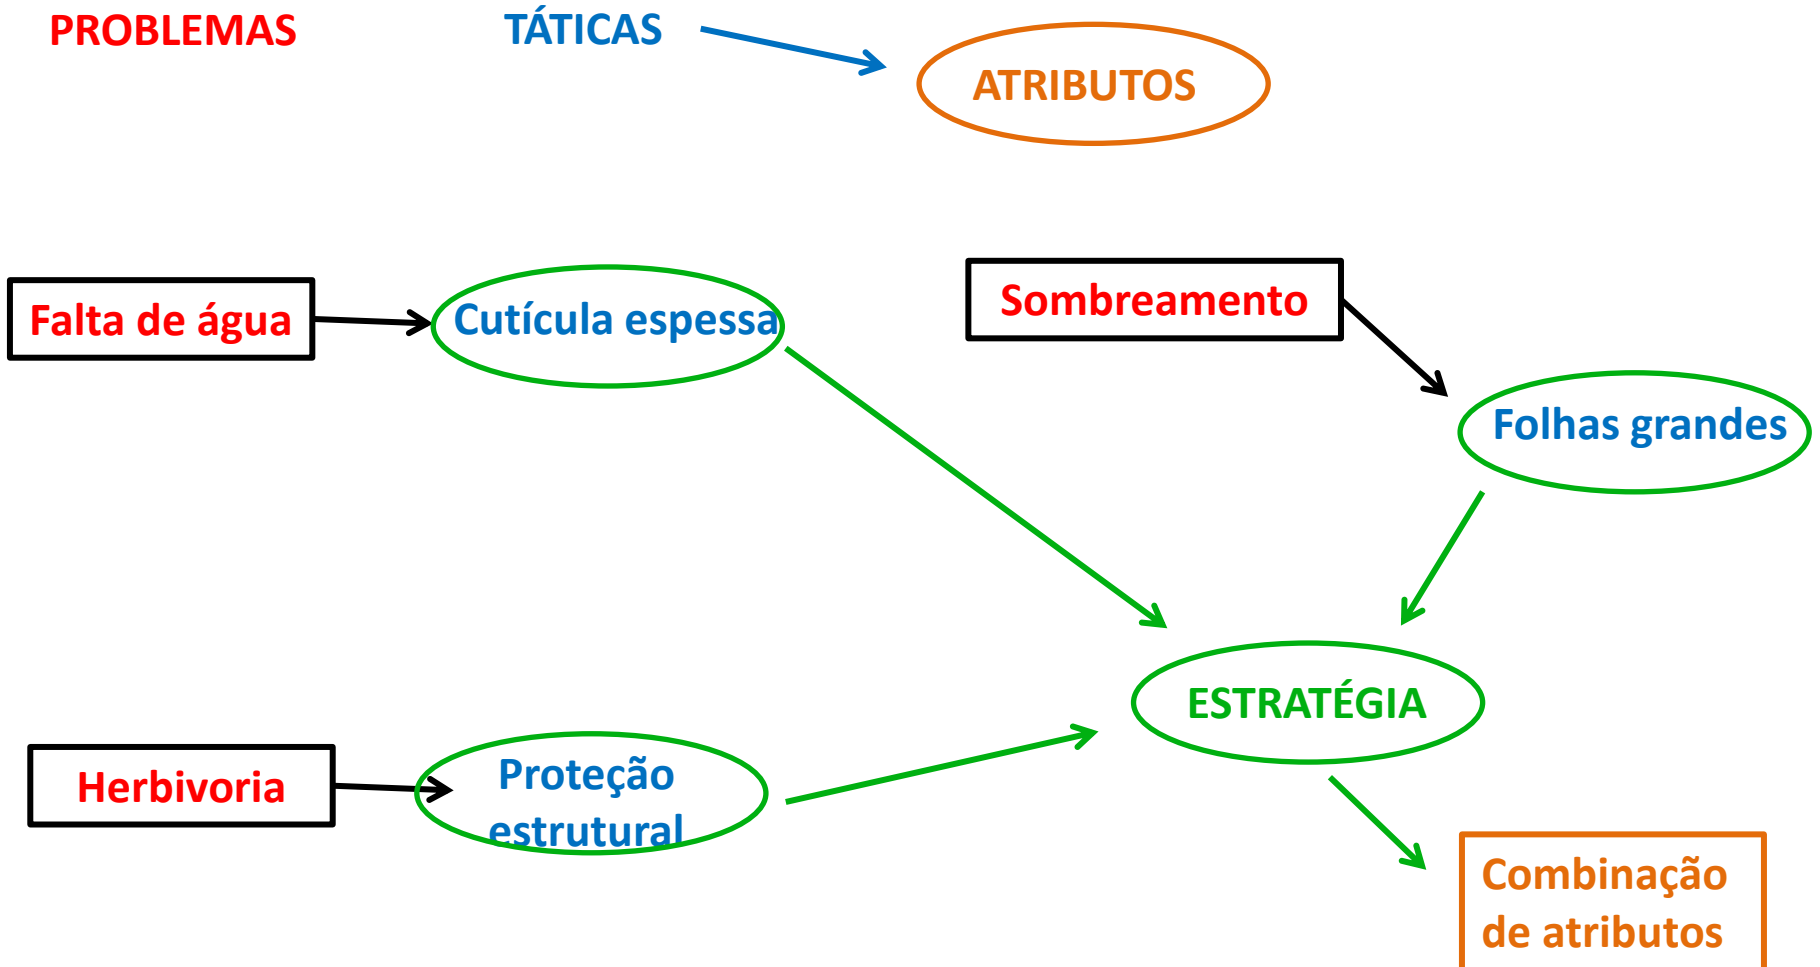 PROBLEMAS
TÁTICAS
ATRIBUTOS
Falta de água
Cutícula espessa
Sombreamento
Folhas grandes
ESTRATÉGIA
Herbivoria
Proteção
estrutural
Combinação
de atributos